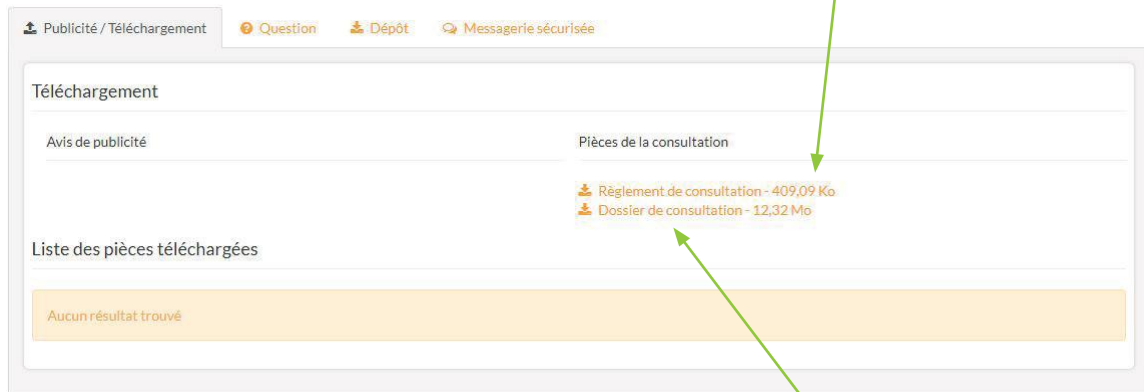 Publicité / Téléchargement Question Dépôt Messagerie sécurisée
Téléchargement
Avis de publicité
Pièces de la consultation
Règlement de consultation - 409,09 Ko
Dossier de consultation - 12,32 Mo
Liste des pièces téléchargées
Aucun résultat trouvé